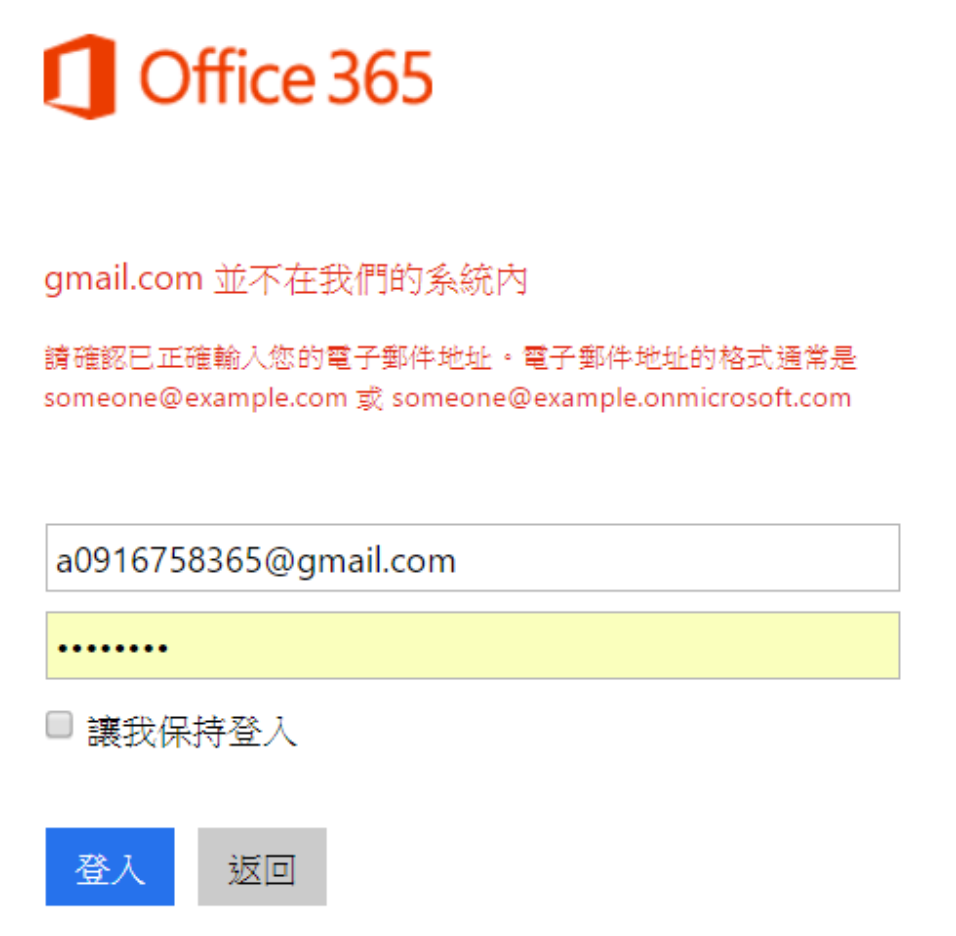 Office 365
gmail.com 並不在我們的系統內
請確認已正確輸入您的電子郵件地址。電子郵件地址的格式通常是
someone@example.com 或 someone@example.onmicrosoft.com
a0916758365@gmail.com
••••••••
讓我保持登入
登入 返回